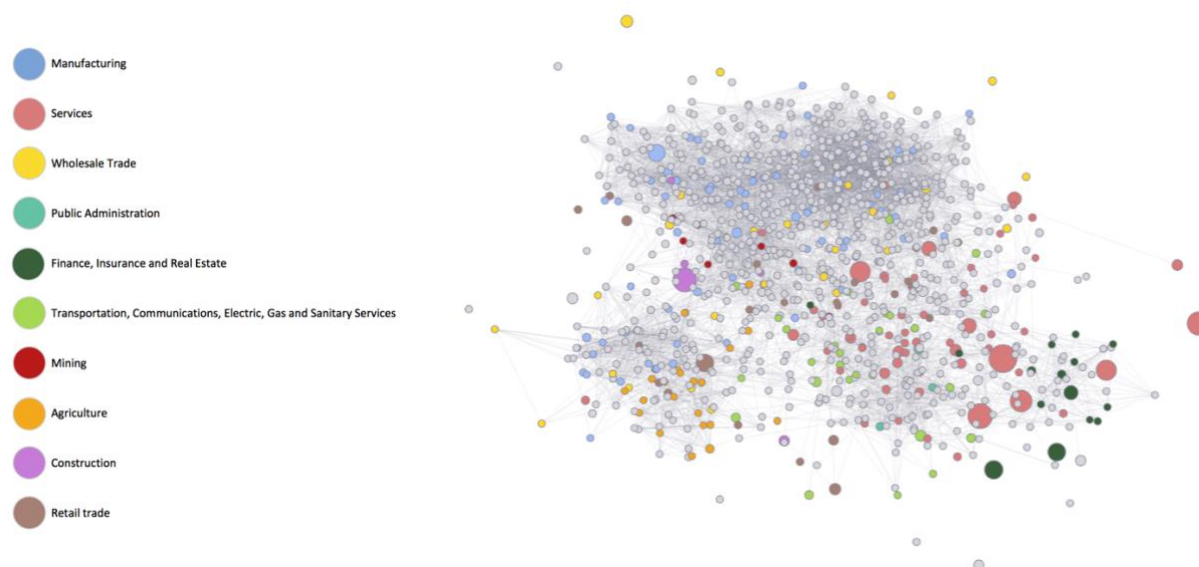 Manufacturing
Services
Wholesale Trade
Public Administration
Finance, Insurance and Real Estate
Transportation, Communications, Electric, Gas and Sanitary Services
Mining
Agriculture
Construction
Retail trade